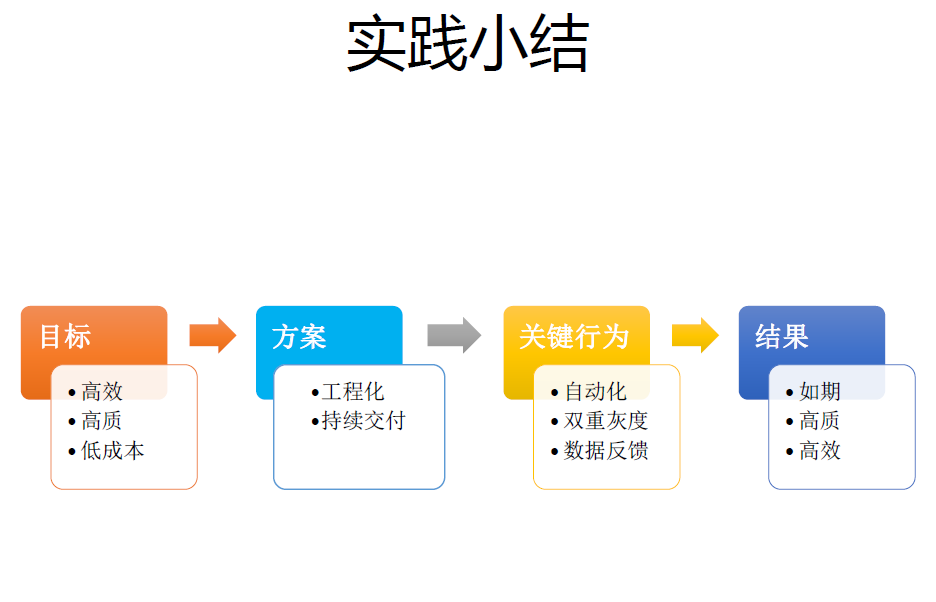 实践小结
目标
• 高效
• 高质
• 低成本
方案
•工程化
•持续交付
关键行为
• 自动化
• 双重灰度
• 数据反馈
结果
• 如期
• 高质
• 高效